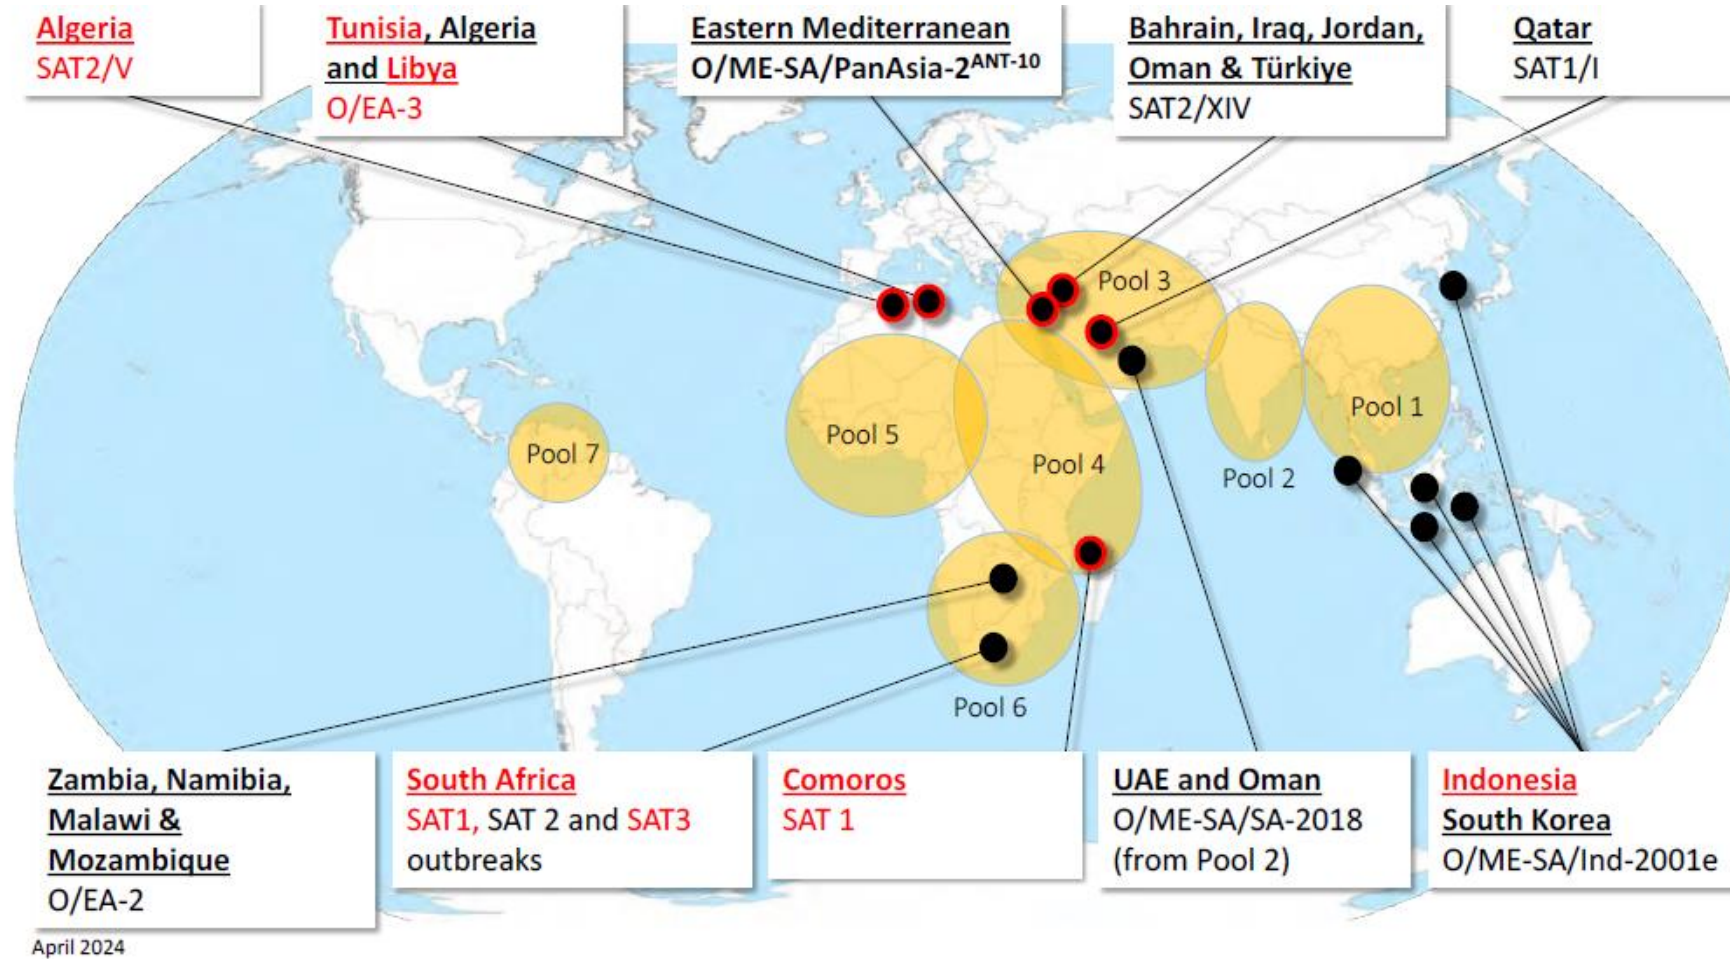 Algeria
SAT2/V
Tunisia, Algeria
and Libya
O/EA-3
Eastern Mediterranean
O/ME-SA/PanAsia-2ANT-10
Bahrain, Iraq, Jordan,
Oman & Türkiye
SAT2/XIV
Qatar
SAT1/I
Pool 3
Pool 5
Pool 4
Pool 1
Pool 7
Pool 2
Pool 6
Zambia, Namibia,
Malawi &
Mozambique
O/EA-2
South Africa
SAT1, SAT 2 and SAT3
outbreaks
Comoros
SAT 1
UAE and Oman
O/ME-SA/SA-2018
(from Pool 2)
Indonesia
South Korea
O/ME-SA/Ind-2001e
April 2024